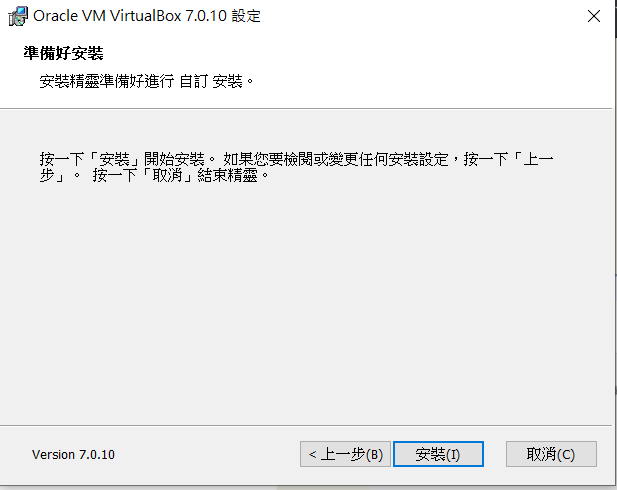 Oracle VM VirtualBox 7.0.10 設定
準備好安裝
安裝精靈準備好進行 自訂 安裝。
按一下「安裝」開始安裝。 如果您要檢閱或變更任何安裝設定，按一下「上一
步」。 按一下「取消」結束精靈。
Version 7.0.10
< 上一步(B)
安裝(I)
取消(C)